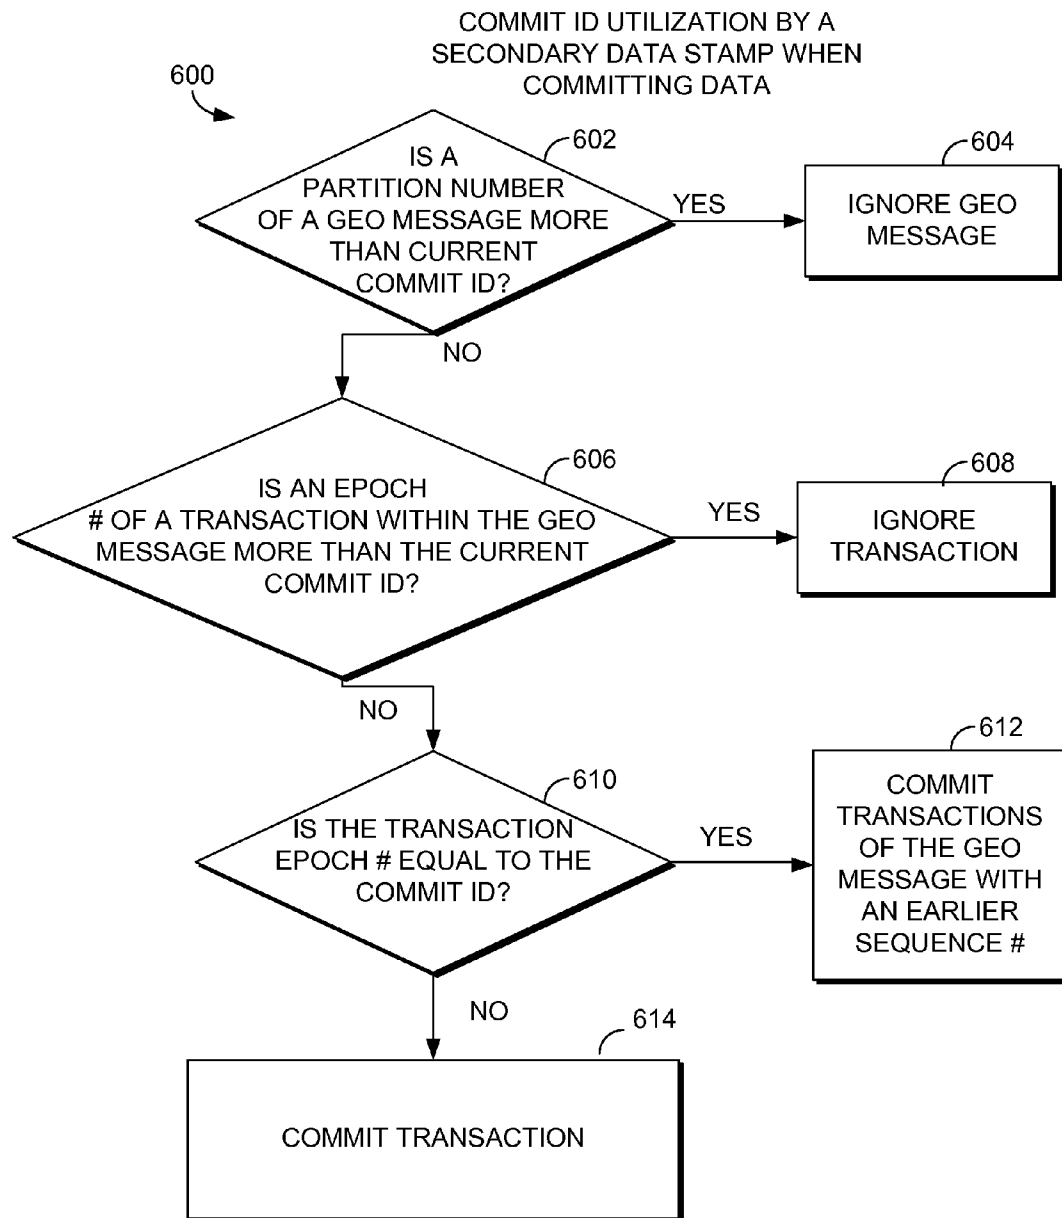 COMMIT ID UTILIZATION BY A
SECONDARY DATA STAMP WHEN
COMMITTING DATA
600
602
IS A
PARTITION NUMBER
OF A GEO MESSAGE MORE
THAN CURRENT
COMMIT ID?
YES
604
IGNORE GEO
MESSAGE
NO
606
IS AN EPOCH
# OF A TRANSACTION WITHIN THE GEO
MESSAGE MORE THAN THE CURRENT
COMMIT ID?
YES
608
IGNORE
TRANSACTION
NO
610
IS THE TRANSACTION
EPOCH # EQUAL TO THE
COMMIT ID?
YES
612
COMMIT
TRANSACTIONS
OF THE GEO
MESSAGE WITH
AN EARLIER
SEQUENCE #
NO
614
COMMIT TRANSACTION